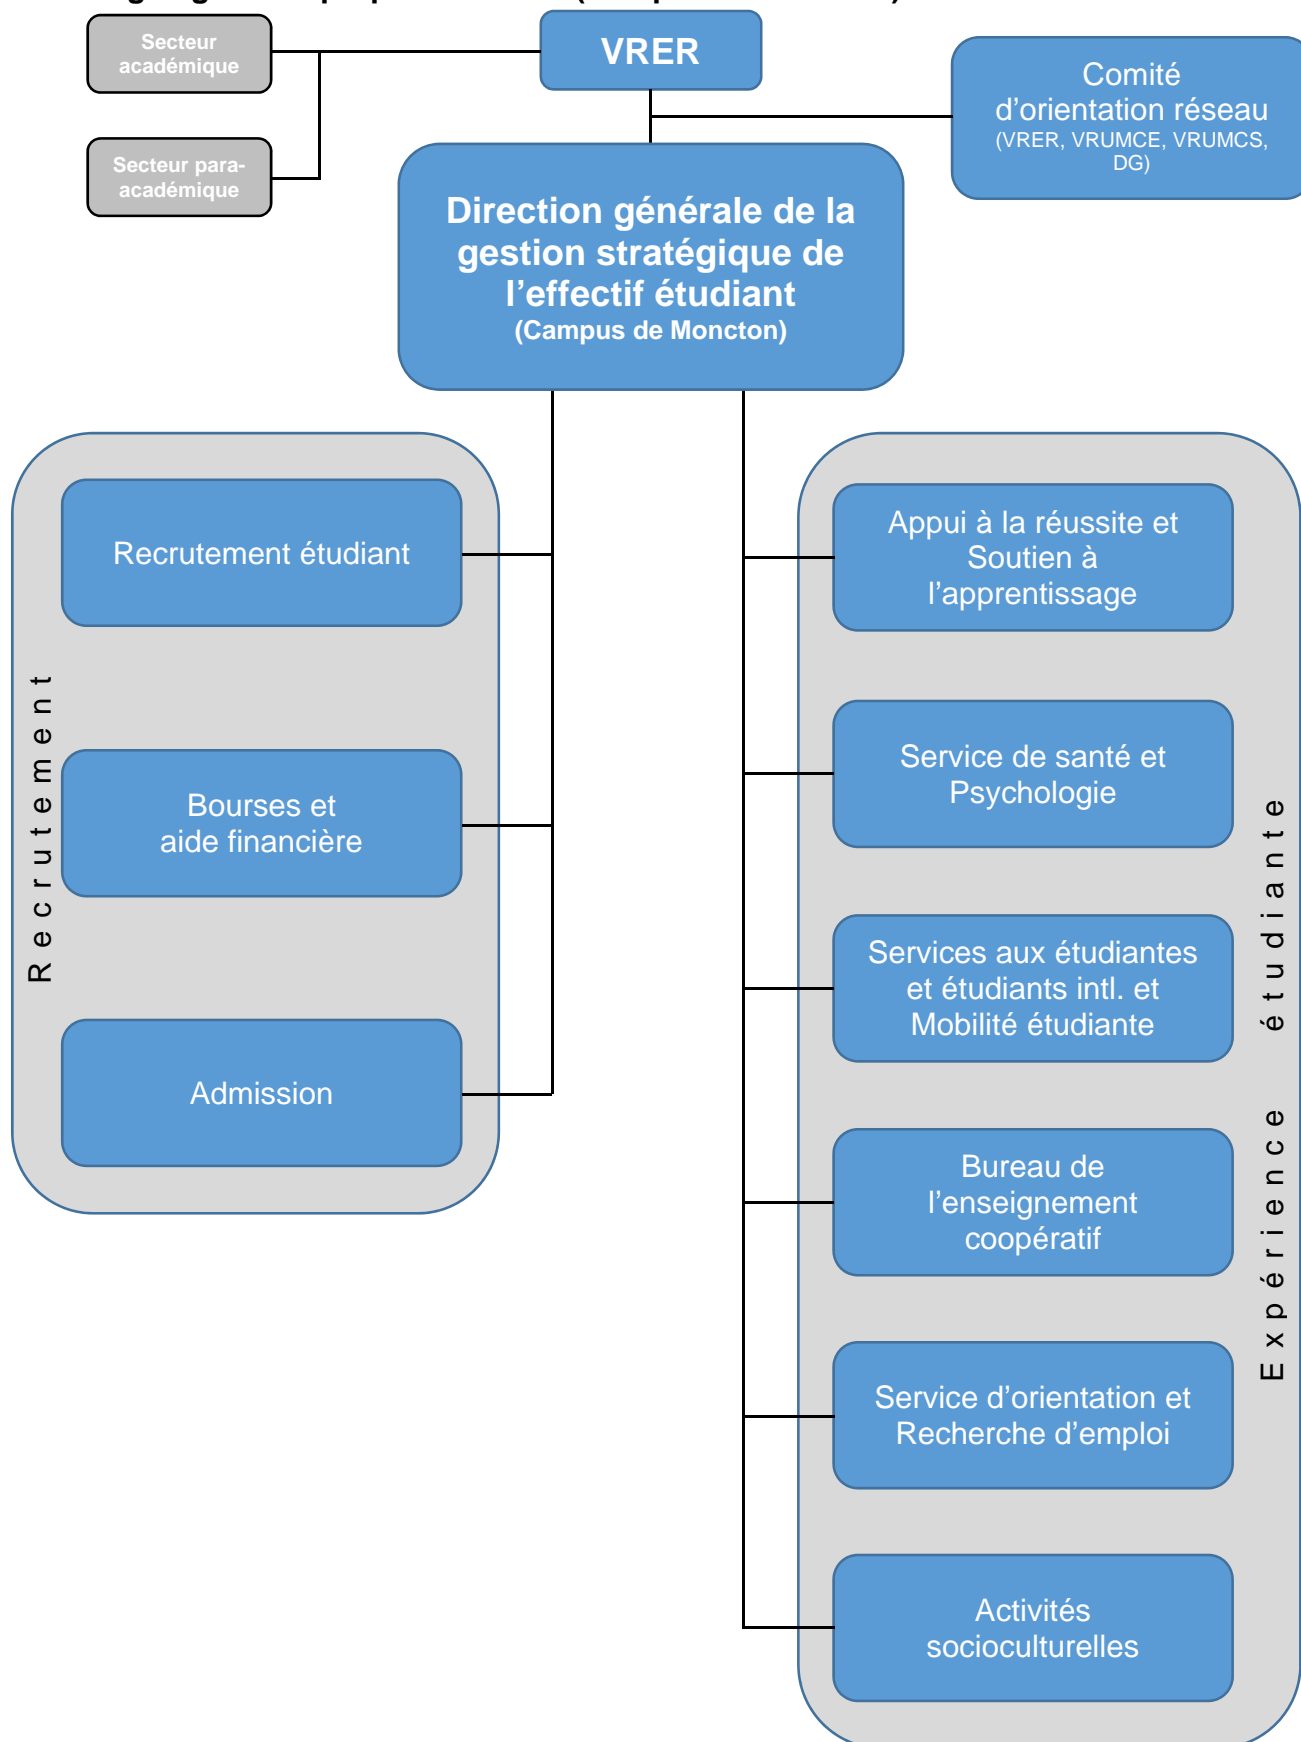 Secteur
académique
VRER
Comité
d’orientation réseau
(VRER, VRUMCE, VRUMCS,
DG)
Secteur para-
académique
Direction générale de la
gestion stratégique de
l’effectif étudiant
(Campus de Moncton)
Recrutement
Recrutement étudiant
Bourses et
aide financière
Admission
Appui à la réussite et
Soutien à
l’apprentissage
Service de santé et
Psychologie
Services aux étudiantes
et étudiants intl. et
Mobilité étudiante
Bureau de
l’enseignement
coopératif
Service d’orientation et
Recherche d’emploi
Activités
socioculturelles
Expérience étudiante